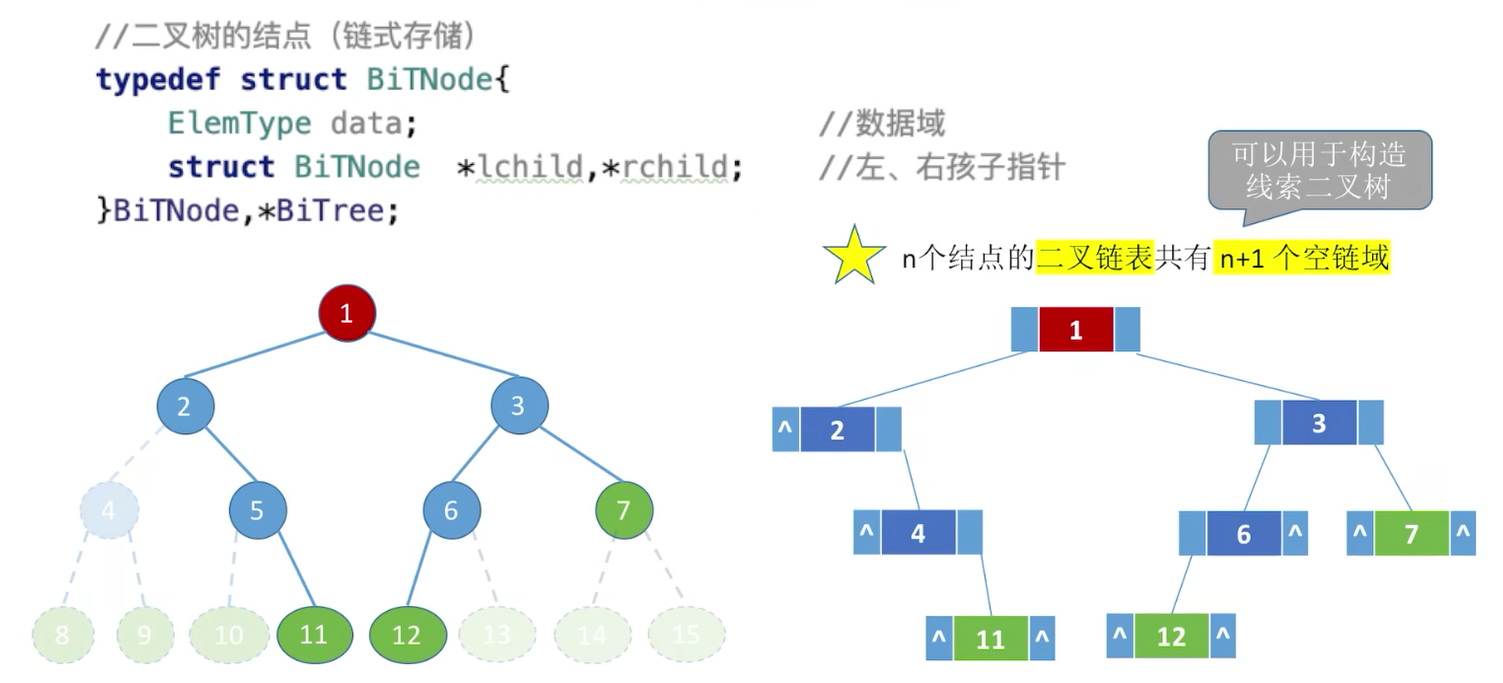 //二叉树的结点（链式存储）
typedef struct BiTNode{
ElemType data; //数据域
struct BiTNode *lchild,*rchild; //左、右孩子指针
}BiTNode,*BiTree;
可以用于构造
线索二叉树
n个结点的二叉链表共有 n+1 个空链域
1
2 3
4 5 6 7
8 9 10 11 12 13 14 15
1
^ 2 3
^ 4 6 ^ ^ 7 ^
^ 11 ^ ^ 12 ^